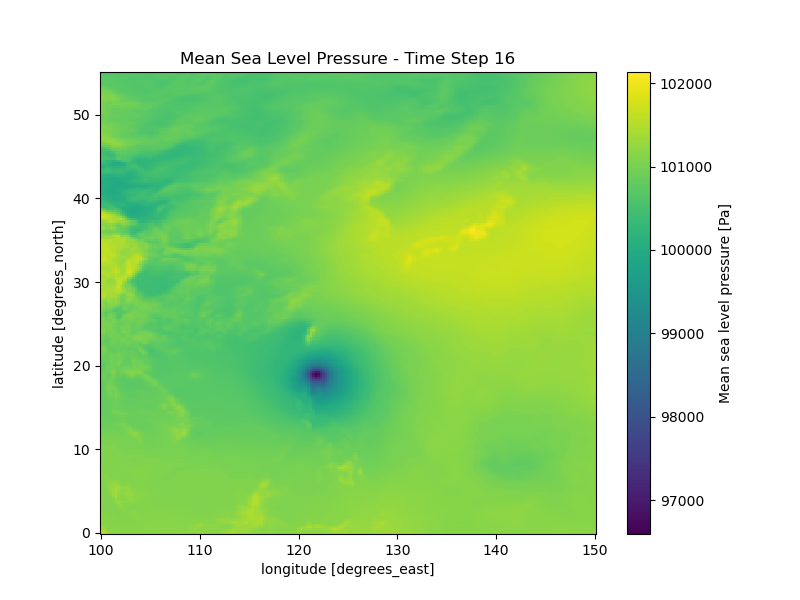 Mean Sea Level Pressure - Time Step 16
latitude [degrees_north]
50
40
30
20
10
0
100 110 120 130 140 150
longitude [degrees_east]
102000
101000
100000
99000
98000
97000
Mean sea level pressure [Pa]